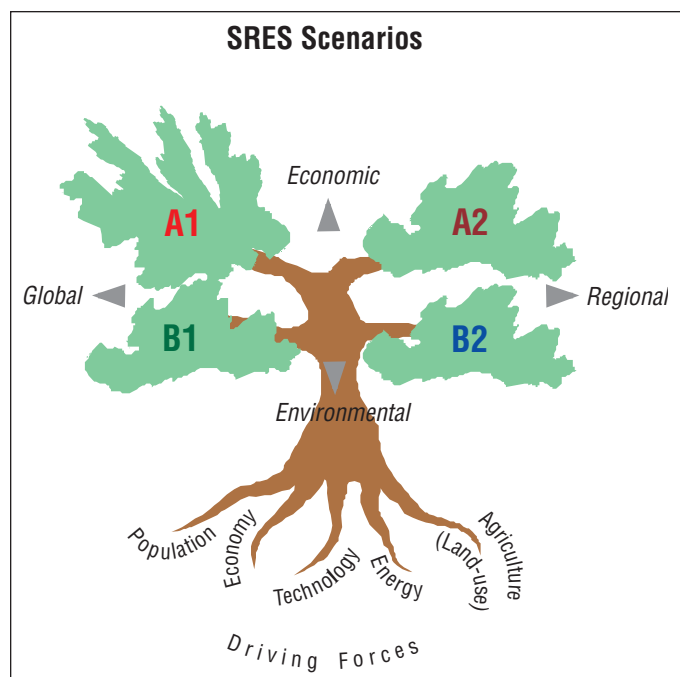 SRES Scenarios
Economic
A1
A2
Global
Regional
B1
B2
Environmental
Population
Economy
Technology
Energy
Agriculture
(Land-use)
Driving Forces